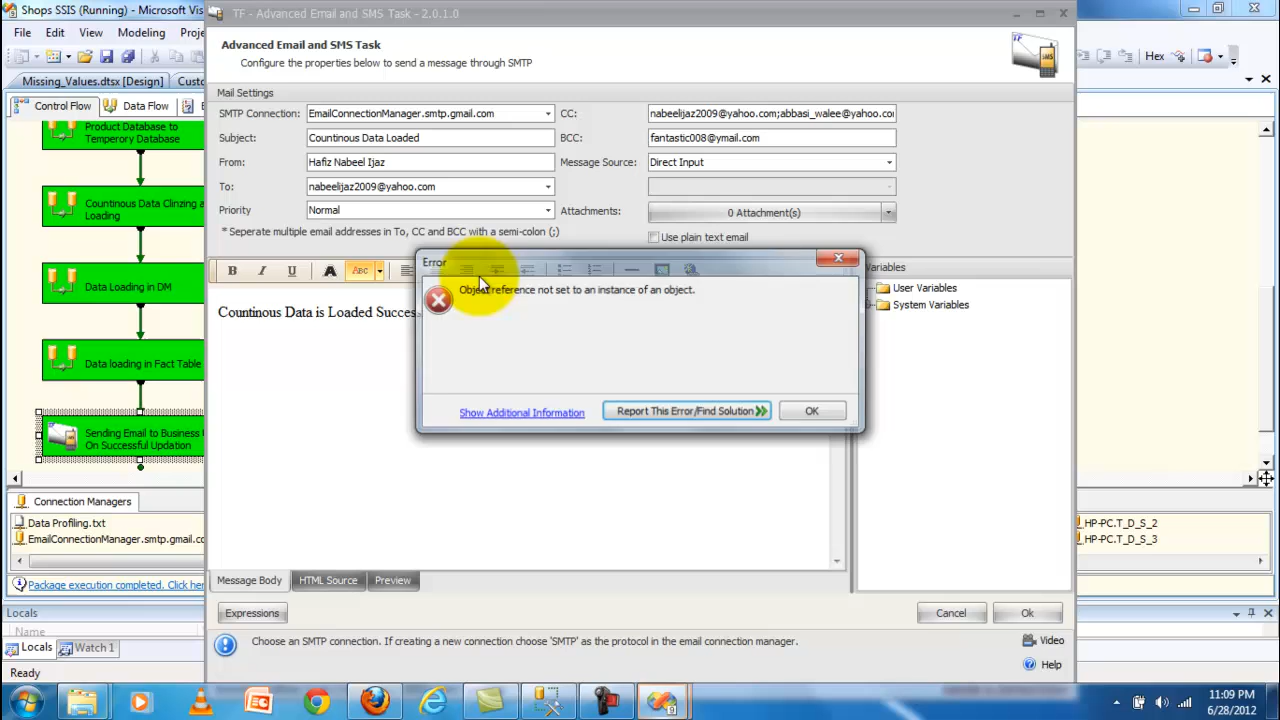 Shops SSIS (Running) - Microsoft Vis
TF - Advanced Email and SMS Task - 2.0.1.0
File Edit View Modeling Proje
Advanced Email and SMS Task
Configure the properties below to send a message through SMTP
TF
SMS
Hex
Missing_Values.dtsx [Design] Custo
Mail Settings
Control Flow Data Flow
SMTP Connection: EmailConnectionManager.smtp.gmail.com CC: nabeelijaz2009@yahoo.com;abbasi_walee@yahoo.co
Subject: Countinous Data Loaded BCC: fantastic008@ymail.com
From: Hafiz Nabeel Ijaz Message Source: Direct Input
To: nabeelijaz2009@yahoo.com
Priority Normal Attachments: 0 Attachment(s)
* Seperate multiple email addresses in To, CC and BCC with a semi-colon (;) Use plain text email
Product Database to
Temperory Database
Countinous Data Clinzing a
Loading
Data Loading in DM
Data loading in Fact Table
Sending Email to Business U
On Successful Updation
B I U A Abc
Variables
User Variables
System Variables
Countinous Data is Loaded Succes
Error
Object reference not set to an instance of an object.
Show Additional Information Report This Error/Find Solution OK
Connection Managers
Data Profiling.txt HP-PC.T_D_S_2
EmailConnectionManager.smtp.gmail.co HP-PC.T_D_S_3
Message Body HTML Source Preview
Package execution completed. Click here
Expressions Cancel Ok
Locals
Name
Choose an SMTP connection. If creating a new connection choose 'SMTP' as the protocol in the email connection manager. Video
Locals Watch 1
Help
Ready
11:09 PM
6/28/2012